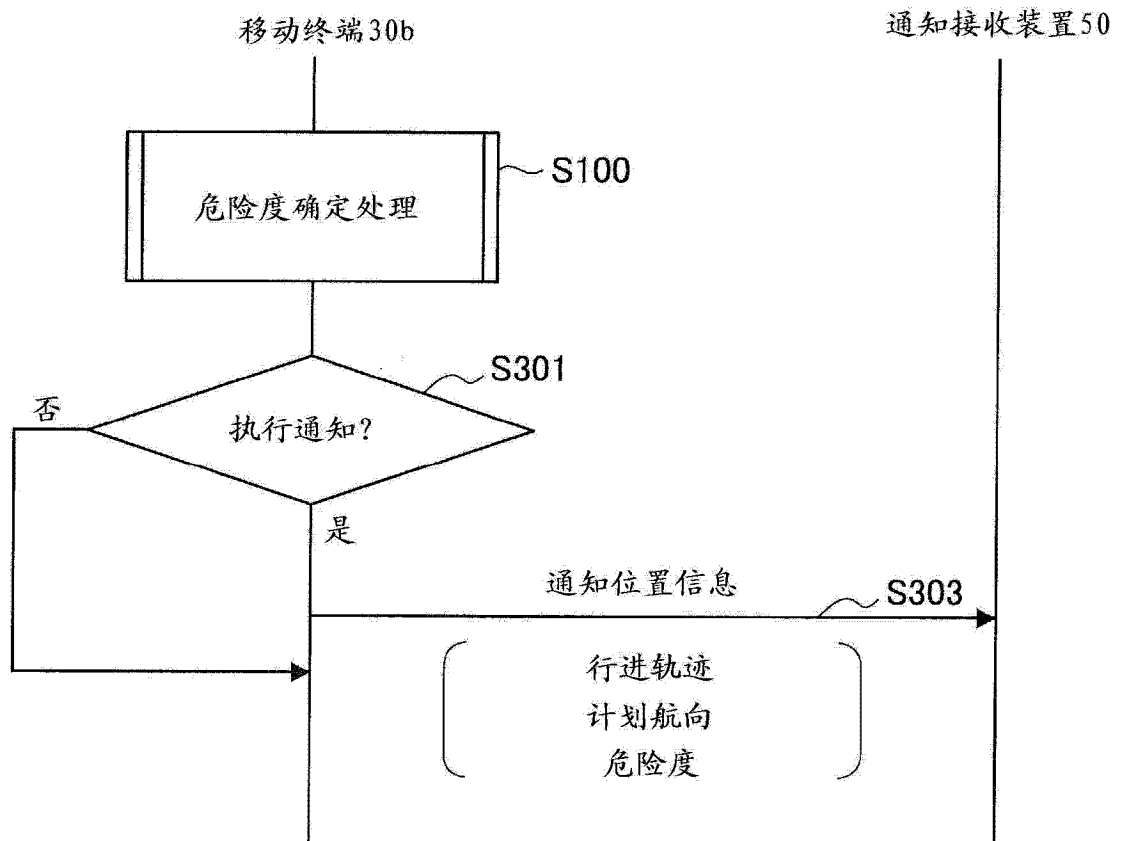 移动终端30b
通知接收装置50
危险度确定处理
S100
执行通知?
S301
否
是
通知位置信息
S303
行进轨迹
计划航向
危险度